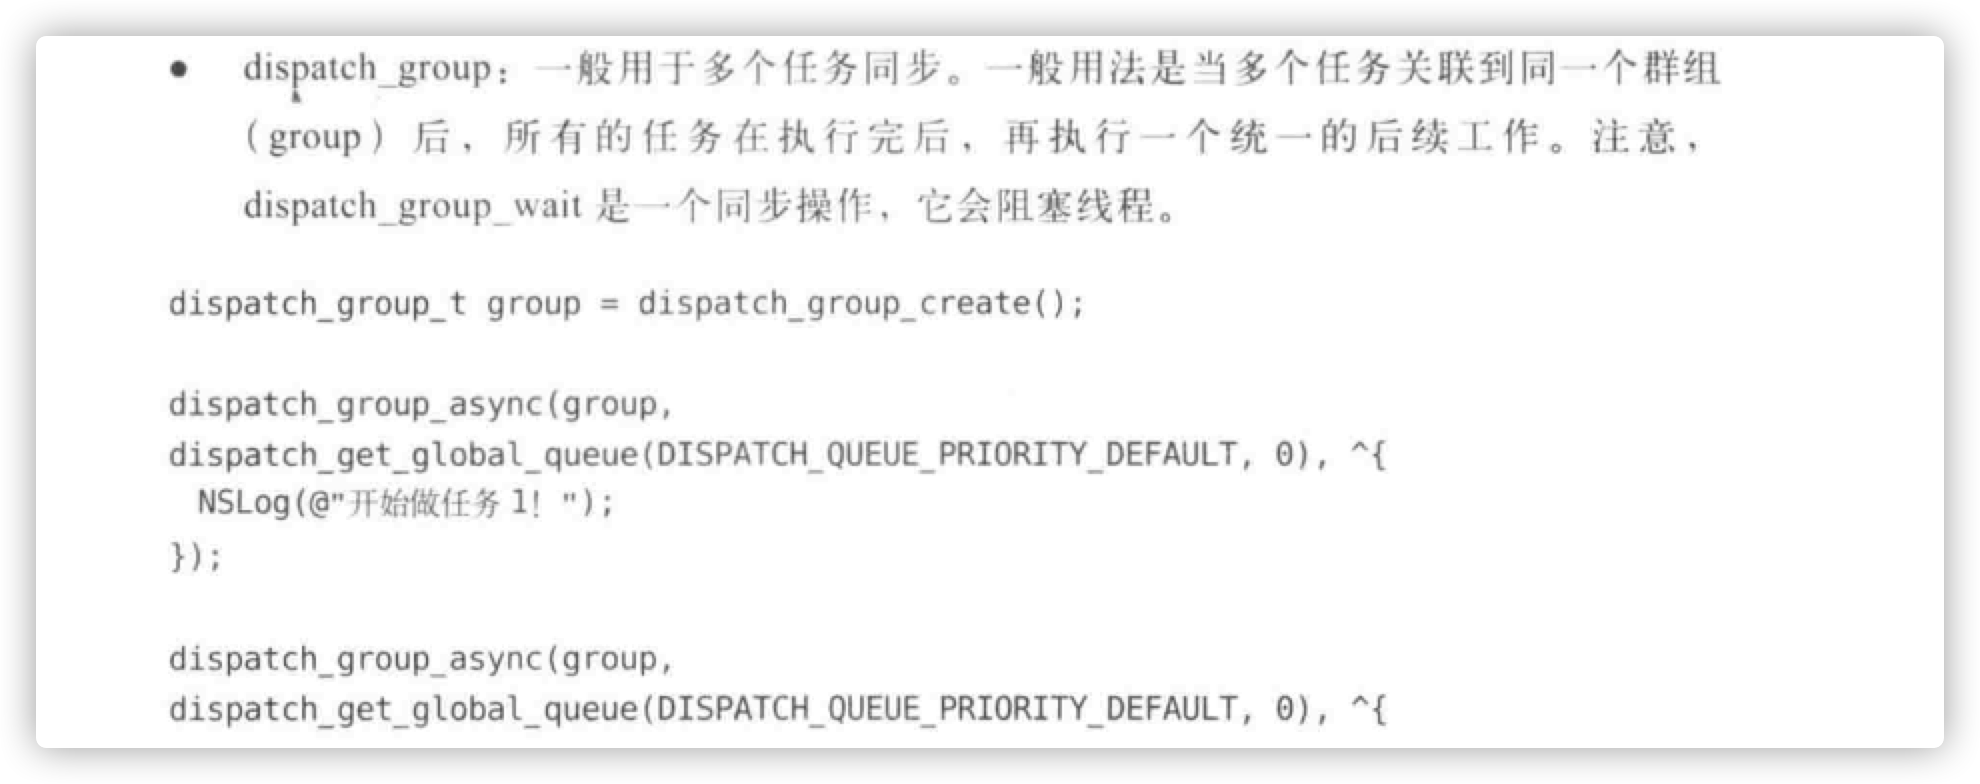 ● dispatch_group：一般用于多个任务同步。一般用法是当多个任务关联到同一个群组
（group）后，所有的任务在执行完后，再执行一个统一的后续工作。注意，
dispatch_group_wait 是一个同步操作，它会阻塞线程。
dispatch_group_t group = dispatch_group_create();
dispatch_group_async(group,
dispatch_get_global_queue(DISPATCH_QUEUE_PRIORITY_DEFAULT, 0), ^{
  NSLog(@"开始做任务 1！");
});
dispatch_group_async(group,
dispatch_get_global_queue(DISPATCH_QUEUE_PRIORITY_DEFAULT, 0), ^{